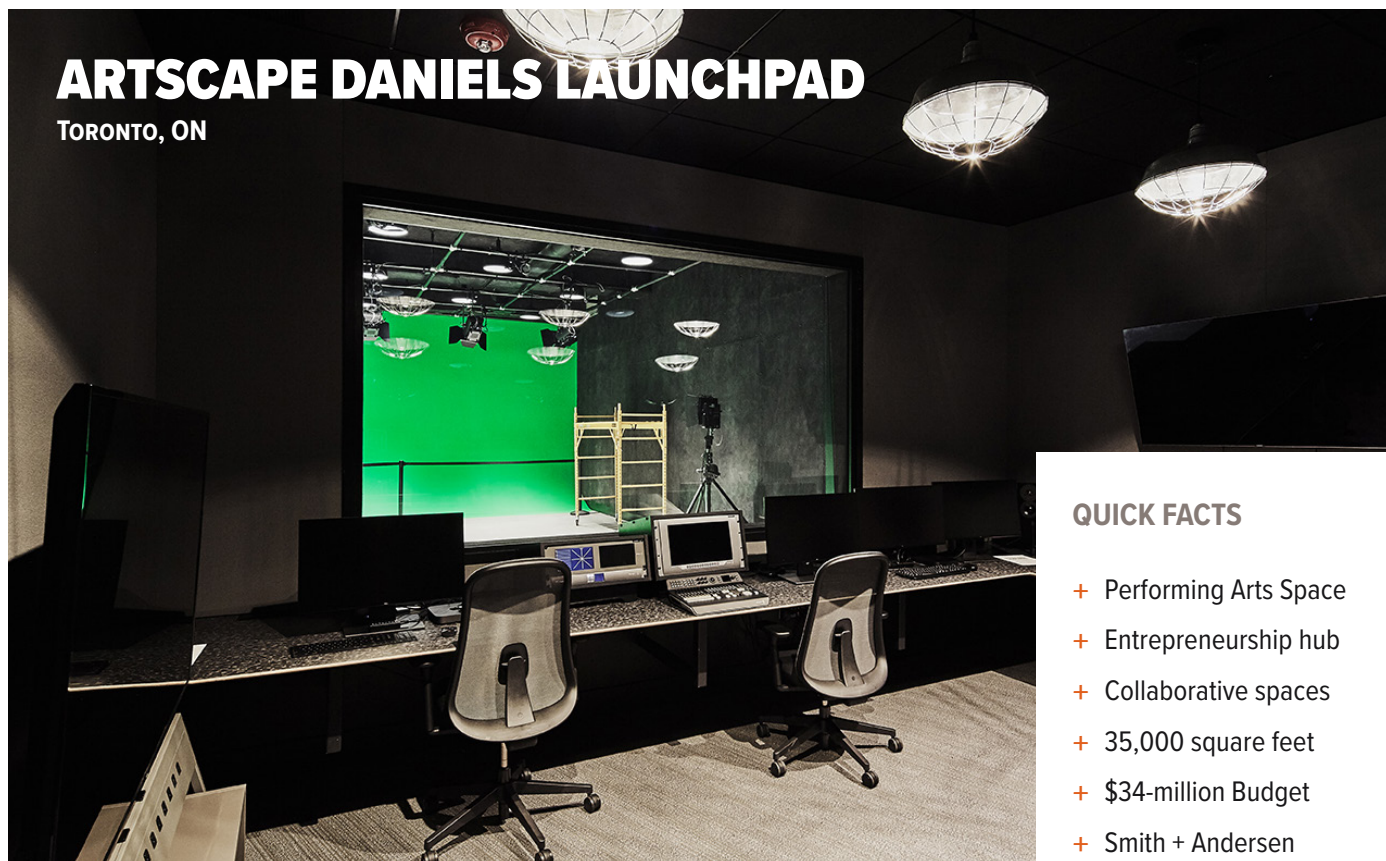 ARTSCAPE DANIELS LAUNCHPAD
TORONTO, ON
QUICK FACTS
+ Performing Arts Space
+ Entrepreneurship hub
+ Collaborative spaces
+ 35,000 square feet
+ $34-million Budget
+ Smith + Andersen